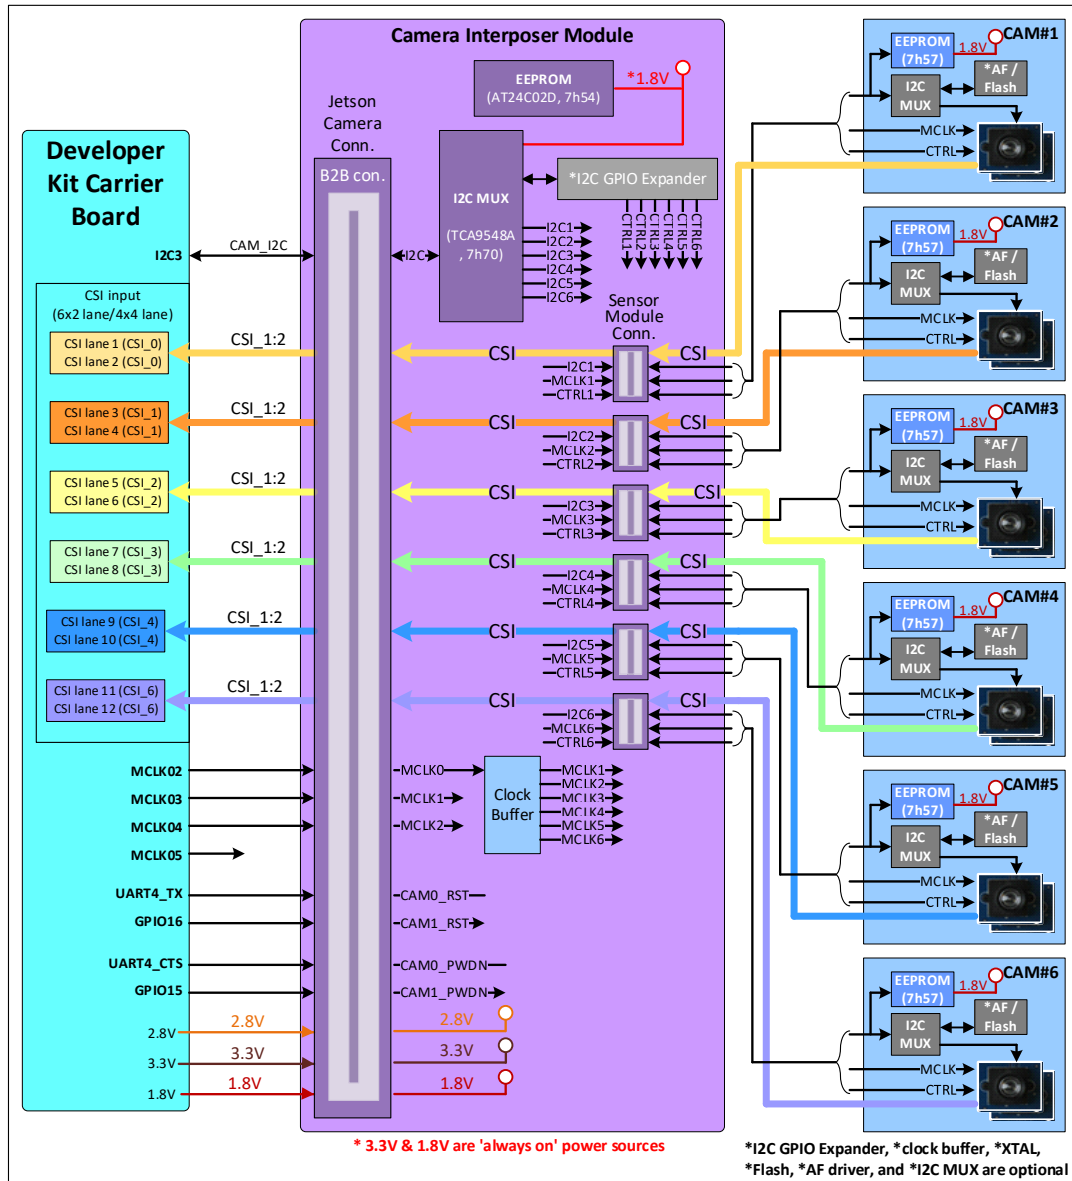 Developer
Kit Carrier
Board
I2C3
CAM_I2C
CSI input
(6x2 lane/4x4 lane)
CSI lane 1 (CSI_0)
CSI lane 2 (CSI_0)
CSI_1:2
CSI lane 3 (CSI_1)
CSI lane 4 (CSI_1)
CSI_1:2
CSI lane 5 (CSI_2)
CSI lane 6 (CSI_2)
CSI_1:2
CSI lane 7 (CSI_3)
CSI lane 8 (CSI_3)
CSI_1:2
CSI lane 9 (CSI_4)
CSI lane 10 (CSI_4)
CSI_1:2
CSI lane 11 (CSI_6)
CSI lane 12 (CSI_6)
CSI_1:2
MCLK02
MCLK03
MCLK04
MCLK05
UART4_TX
GPIO16
UART4_CTS
GPIO15
2.8V
2.8V
3.3V
3.3V
1.8V
1.8V
Camera Interposer Module
Jetson
Camera
Conn.
B2B con.
EEPROM
(AT24C02D, 7h54)
*1.8V
I2C
I2C MUX
(TCA9548A
, 7h70)
*I2C GPIO Expander
CTRL1
CTRL2
CTRL3
CTRL4
CTRL5
CTRL6
I2C1
I2C2
I2C3
I2C4
I2C5
I2C6
Sensor
Module
Conn.
CSI
CSI
I2C1
MCLK1
CTRL1
CSI
CSI
I2C2
MCLK2
CTRL2
CSI
CSI
I2C3
MCLK3
CTRL3
CSI
CSI
I2C4
MCLK4
CTRL4
CSI
CSI
I2C5
MCLK5
CTRL5
CSI
CSI
I2C6
MCLK6
CTRL6
MCLK0
MCLK1
MCLK2
Clock
Buffer
MCLK1
MCLK2
MCLK3
MCLK4
MCLK5
MCLK6
CAM0_RST
CAM1_RST
CAM0_PWDN
CAM1_PWDN
2.8V
3.3V
1.8V
* 3.3V & 1.8V are 'always on' power sources
CAM#1
EEPROM
(7h57)
1.8V
I2C
MUX
*AF /
Flash
MCLK
CTRL
CAM#2
EEPROM
(7h57)
1.8V
I2C
MUX
*AF /
Flash
MCLK
CTRL
CAM#3
EEPROM
(7h57)
1.8V
I2C
MUX
*AF /
Flash
MCLK
CTRL
CAM#4
EEPROM
(7h57)
1.8V
I2C
MUX
*AF /
Flash
MCLK
CTRL
CAM#5
EEPROM
(7h57)
1.8V
I2C
MUX
*AF /
Flash
MCLK
CTRL
CAM#6
EEPROM
(7h57)
1.8V
I2C
MUX
*AF /
Flash
MCLK
CTRL
*I2C GPIO Expander, *clock buffer, *XTAL,
*Flash, *AF driver, and *I2C MUX are optional